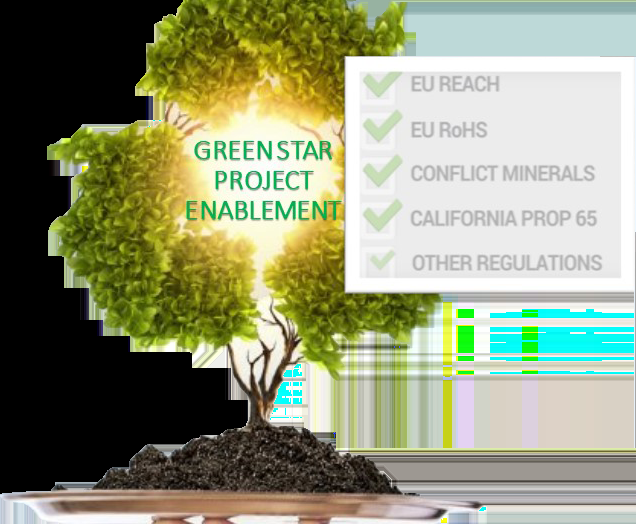 GREEN STAR
PROJECT
ENABLEMENT
EU REACH
EU RoHS
CONFLICT MINERALS
CALIFORNIA PROP 65
OTHER REGULATIONS